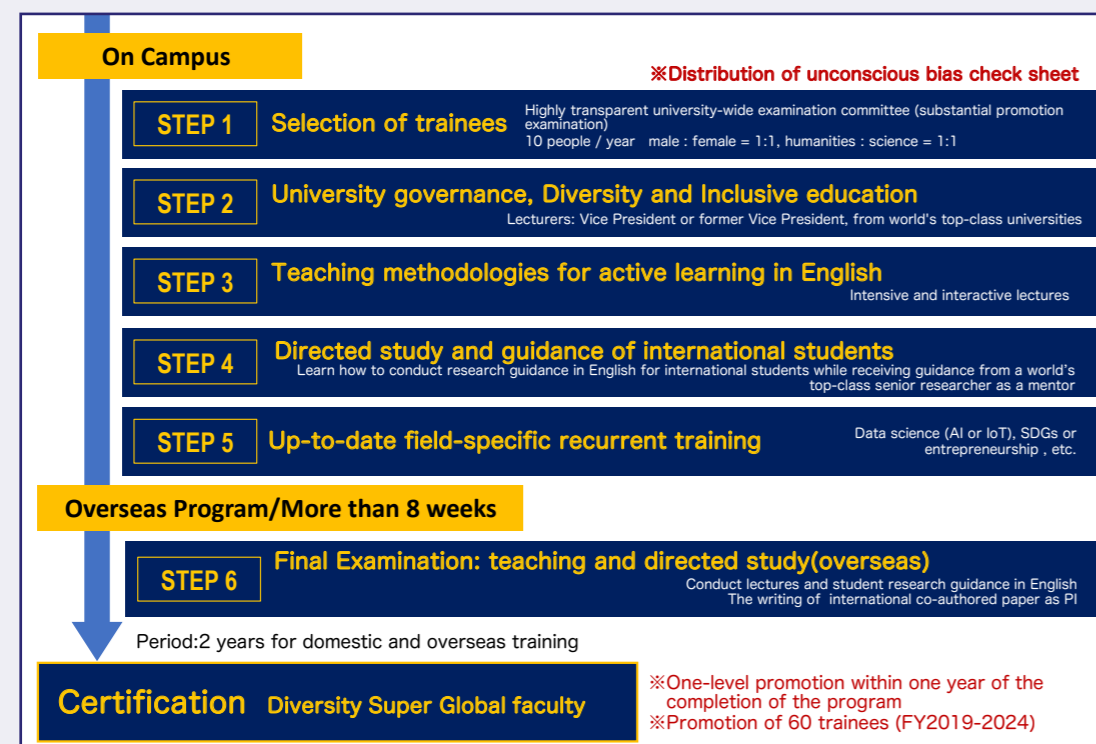 On Campus
※Distribution of unconscious bias check sheet
STEP 1
Selection of trainees
Highly transparent university-wide examination committee (substantial promotion
examination)
10 people / year male : female = 1:1, humanities : science = 1:1
STEP 2
University governance, Diversity and Inclusive education
Lecturers: Vice President or former Vice President, from world's top-class universities
STEP 3
Teaching methodologies for active learning in English
Intensive and interactive lectures
STEP 4
Directed study and guidance of international students
Learn how to conduct research guidance in English for international students while receiving guidance from a world's
top-class senior researcher as a mentor
STEP 5
Up-to-date field-specific recurrent training
Data science (AI or IoT), SDGs or
entrepreneurship , etc.
Overseas Program/More than 8 weeks
STEP 6
Final Examination: teaching and directed study(overseas)
Conduct lectures and student research guidance in English
The writing of international co-authored paper as PI
Period:2 years for domestic and overseas training
Certification Diversity Super Global faculty
※One-level promotion within one year of the
completion of the program
※Promotion of 60 trainees (FY2019-2024)